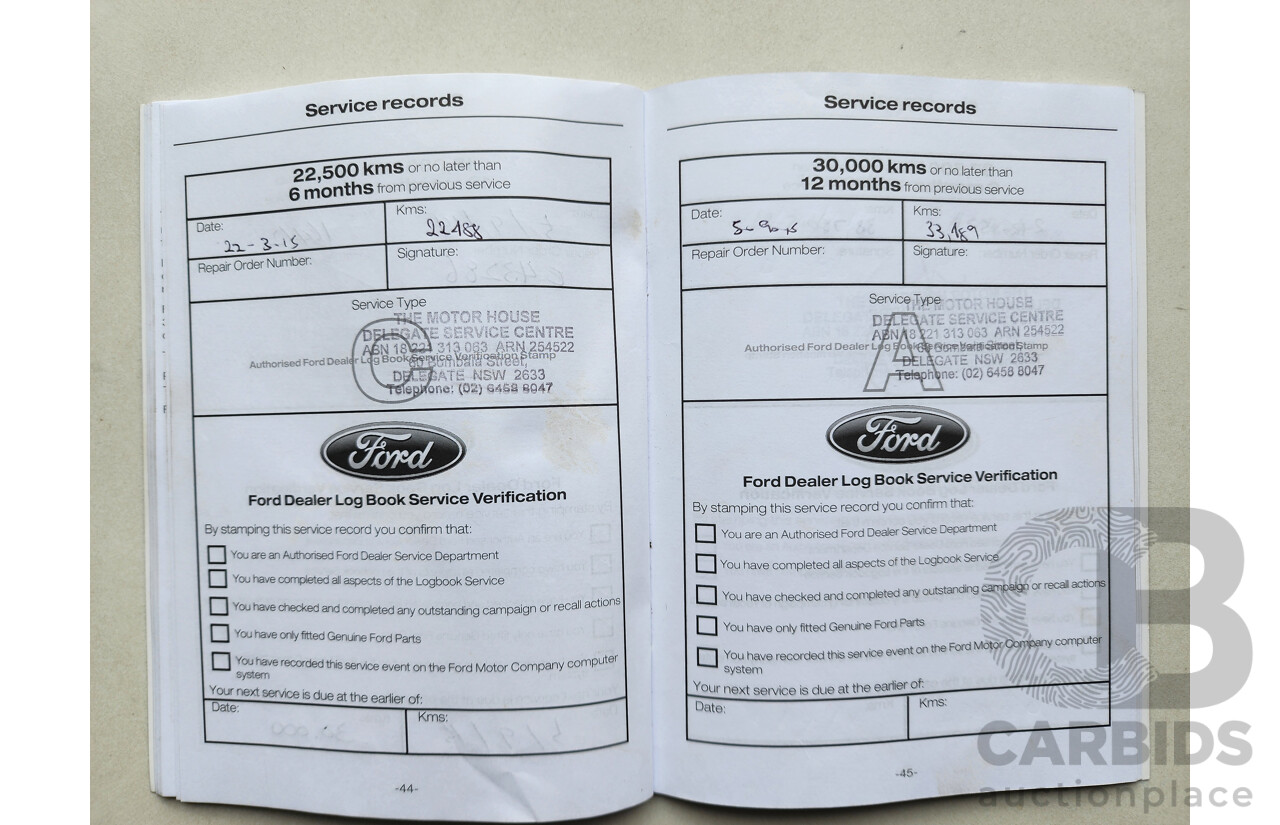 Service records
22,500 kms or no later than
6 months from previous service
Date:
22-3-15
Kms:
22488
Repair Order Number:
Signature:
Service Type
C
THE MOTOR HOUSE
DELEGATE SERVICE CENTRE
ABN 18 221 313 063 ARN 254522
Authorised Ford Dealer Log Book Service Verification Stamp
80 Bombala Street,
DELEGATE NSW 2633
Telephone: (02) 6458 8047
Ford
Ford Dealer Log Book Service Verification
By stamping this service record you confirm that:
You are an Authorised Ford Dealer Service Department
You have completed all aspects of the Logbook Service
You have checked and completed any outstanding campaign or recall actions
You have only fitted Genuine Ford Parts
You have recorded this service event on the Ford Motor Company computer
system
Your next service is due at the earlier of:
Date:
Kms:
-44-
Service records
30,000 kms or no later than
12 months from previous service
Date:
Kms:
33,189
Repair Order Number:
Signature:
Service Type
A
THE MOTOR HOUSE
DELEGATE SERVICE CENTRE
ABN 18 221 313 063 ARN 254522
Authorised Ford Dealer Log Book Service Verification Stamp
Bombala Street,
DELEGATE NSW 2633
Telephone: (02) 6458 8047
Ford
Ford Dealer Log Book Service Verification
By stamping this service record you confirm that:
You are an Authorised Ford Dealer Service Department
You have completed all aspects of the Logbook Service
You have checked and completed any outstanding campaign or recall actions
You have only fitted Genuine Ford Parts
You have recorded this service event on the Ford Motor Company computer
system
Your next service is due at the earlier of:
Date:
Kms:
-45-
CB
CARBIDS
auctionplace